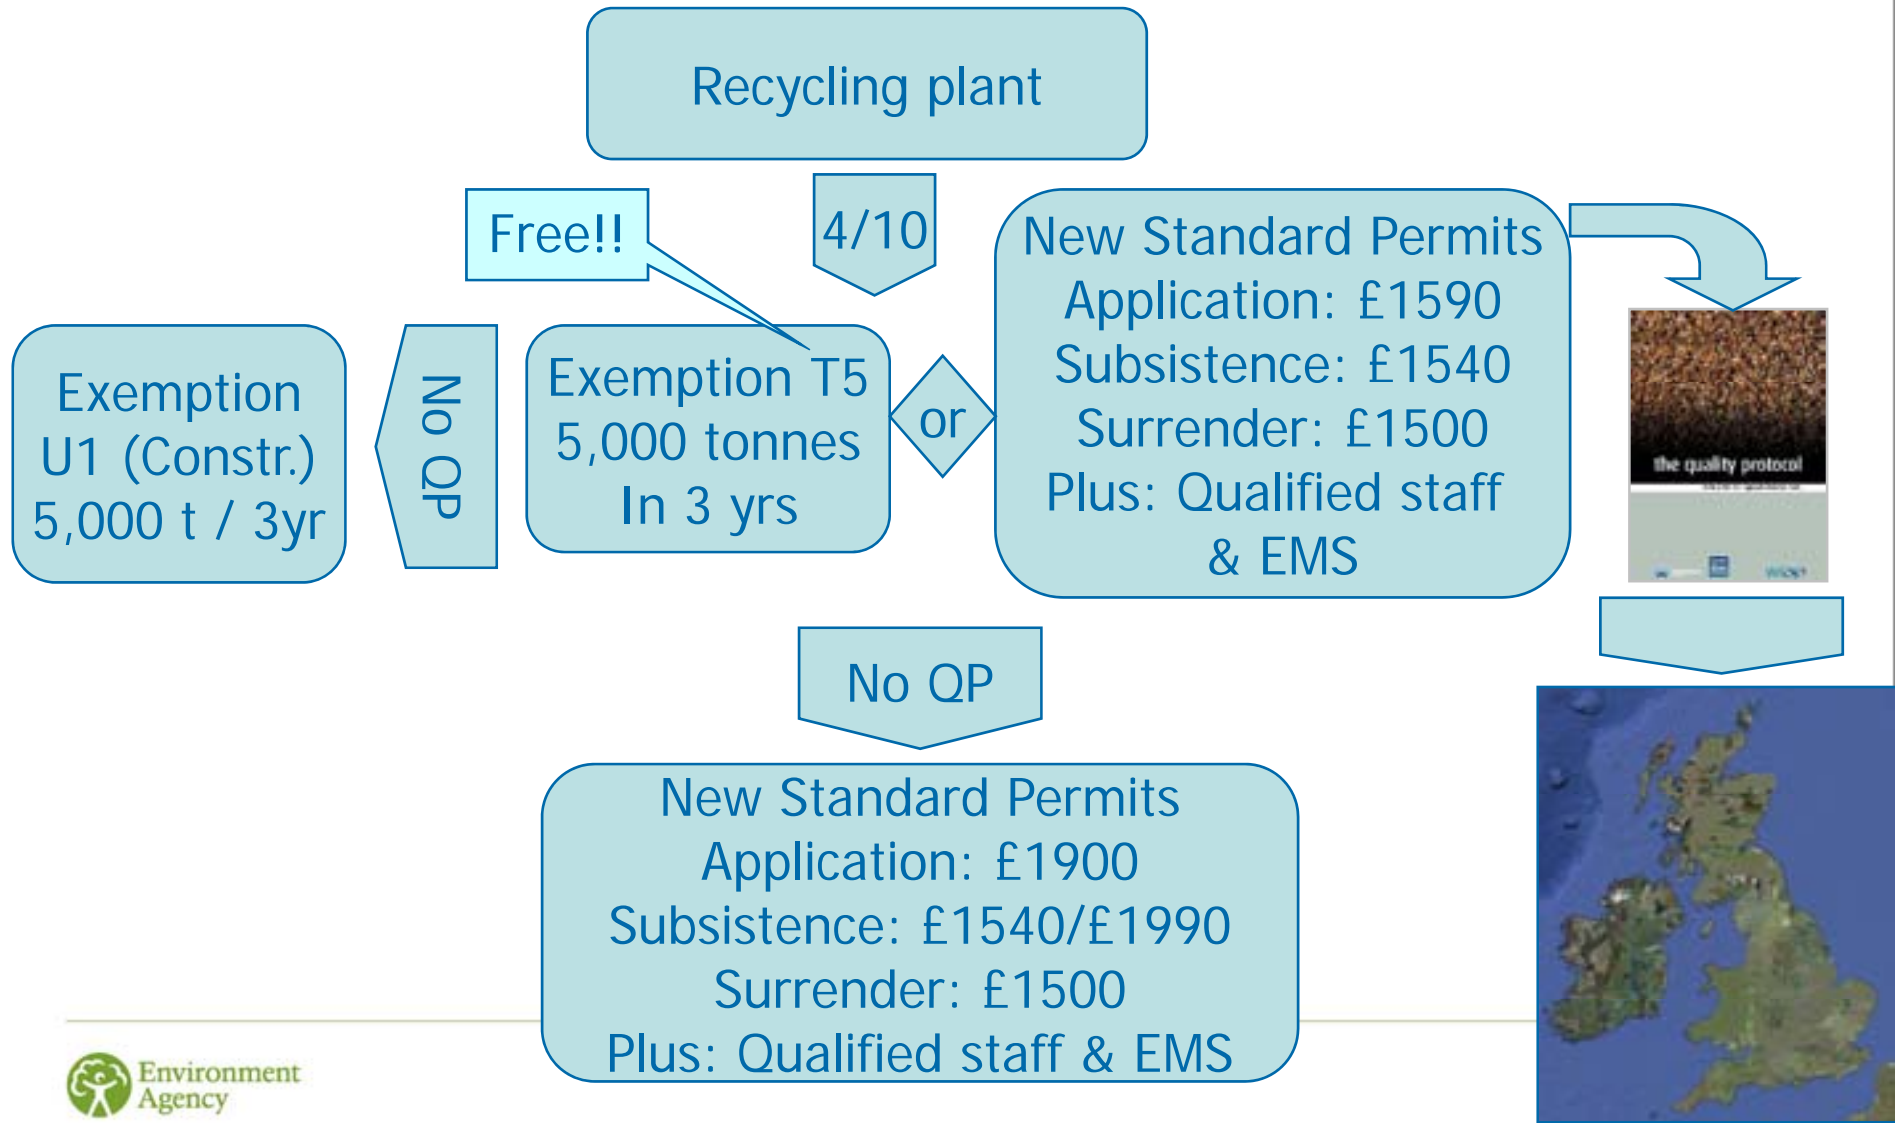 Recycling plant
Free!!
4/10
New Standard Permits
Application: £1590
Subsistence: £1540
Surrender: £1500
Plus: Qualified staff
& EMS
Exemption
U1 (Constr.)
5,000 t / 3yr
No QP
Exemption T5
5,000 tonnes
In 3 yrs
or
the quality protocol
No QP
New Standard Permits
Application: £1900
Subsistence: £1540/£1990
Surrender: £1500
Plus: Qualified staff & EMS
Environment
Agency